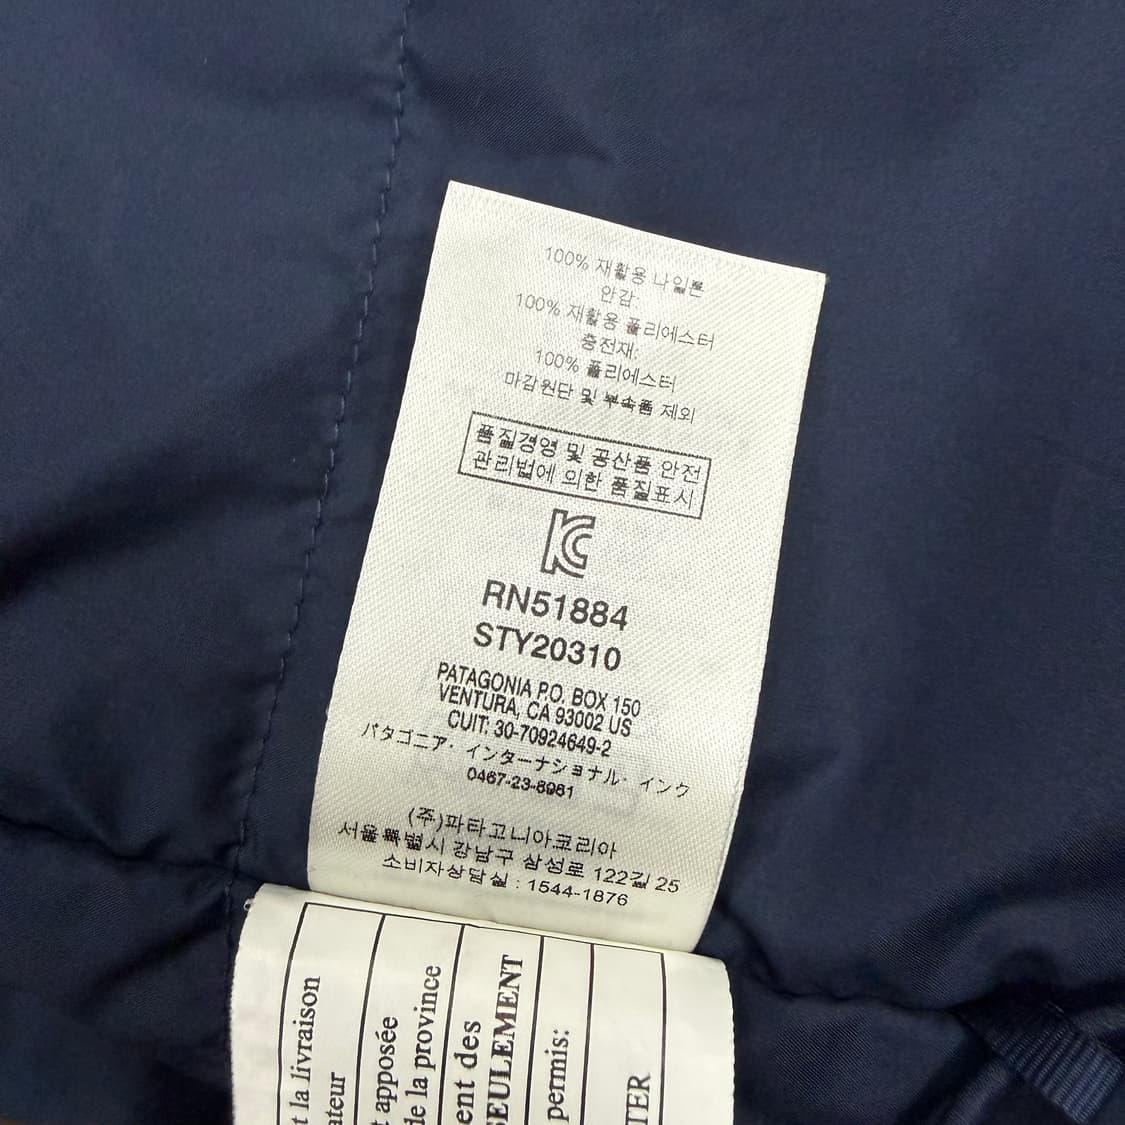 100% 재활용 나일론
안감:
100% 재활용 폴리에스터
충전재:
100% 폴리에스터
마감원단 및 부속품 제외
품질경영 및 공산품 안전
관리법에 의한 품질표시
KC
RN51884
STY20310
PATAGONIA P.O. BOX 150
VENTURA, CA 93002 US
CUIT: 30-70924649-2
パタゴニア・インターナショナル・インク
0467-23-8961
(주)파타고니아코리아
서울특별시 강남구 삼성로 122길 25
소비자상담실 : 1544-1876
t la livraison
ateur
t apposée
de la province
ent des
SEULEMENT
permis:
TER